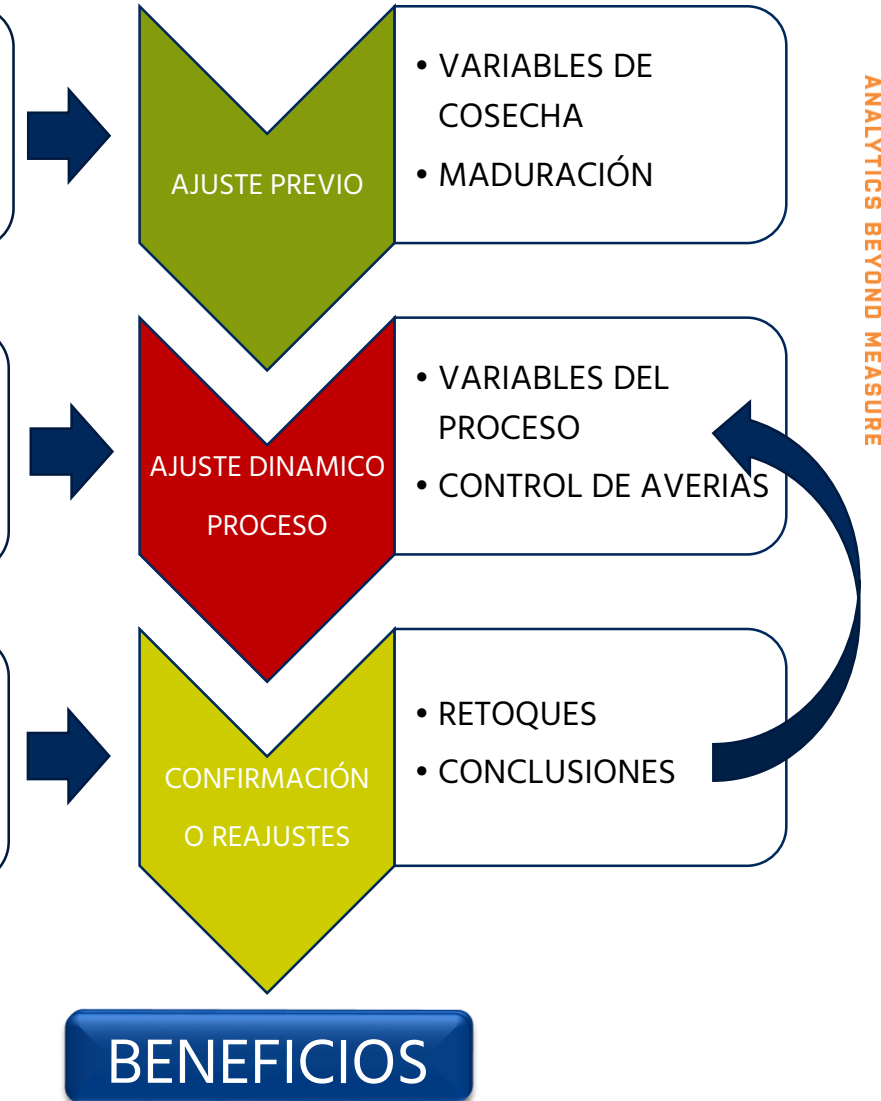 AJUSTE PREVIO
• VARIABLES DE
COSECHA
• MADURACIÓN
AJUSTE DINAMICO
PROCESO
• VARIABLES DEL
PROCESO
• CONTROL DE AVERIAS
CONFIRMACIÓN
O REAJUSTES
• RETOQUES
• CONCLUSIONES
BENEFICIOS
ANALYTICS BEYOND MEASURE